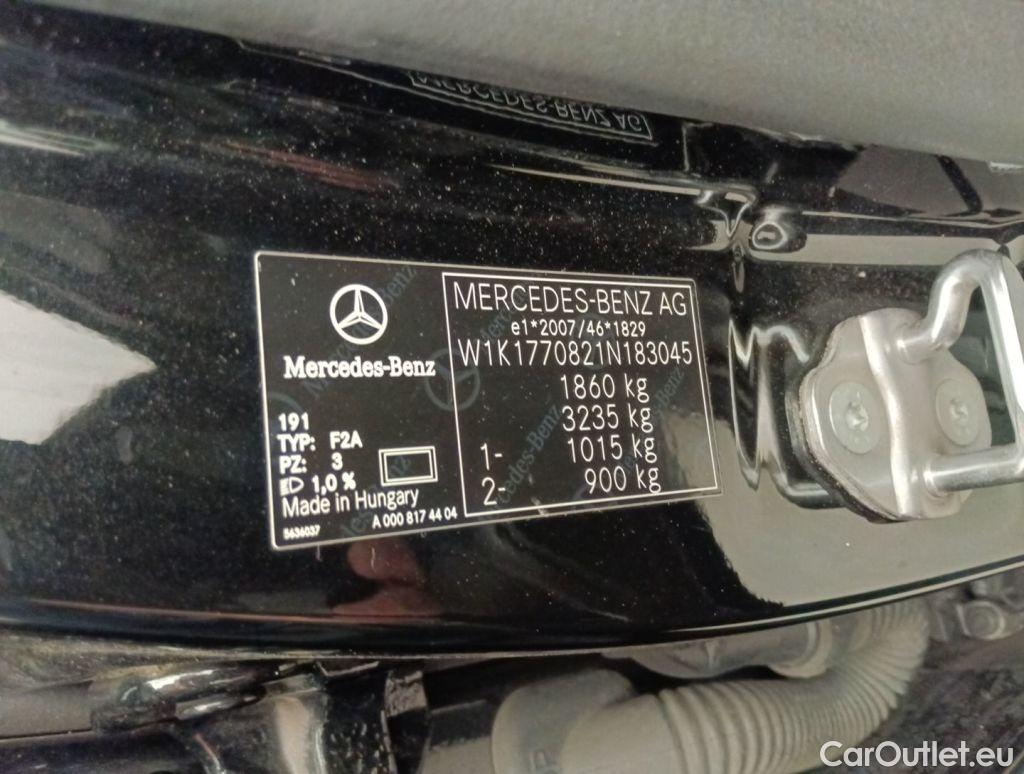 MERCEDES-BENZ AG
Mercedes-Benz
191
TYP: F2A
PZ: 3
1,0 %
Made in Hungary
5636037
A 000 817 44 04
MERCEDES-BENZ AG
e1*2007/46*1829
W1K1770821N183045
1860 kg
3235 kg
1- 1015 kg
2- 900 kg
CarOutlet.eu